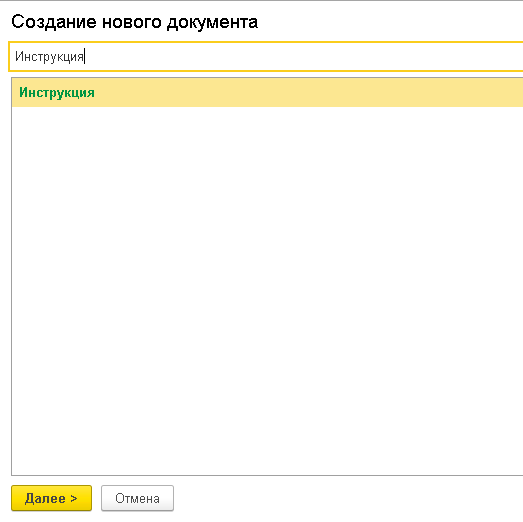 Создание нового документа
Инструкция
Инструкция
Далее >
Отмена